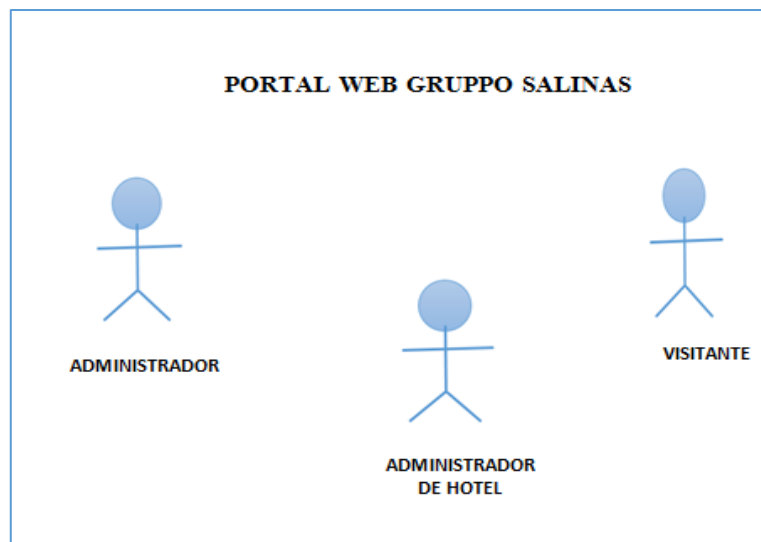 PORTAL WEB GRUPPO SALINAS
ADMINISTRADOR
VISITANTE
ADMINISTRADOR
DE HOTEL